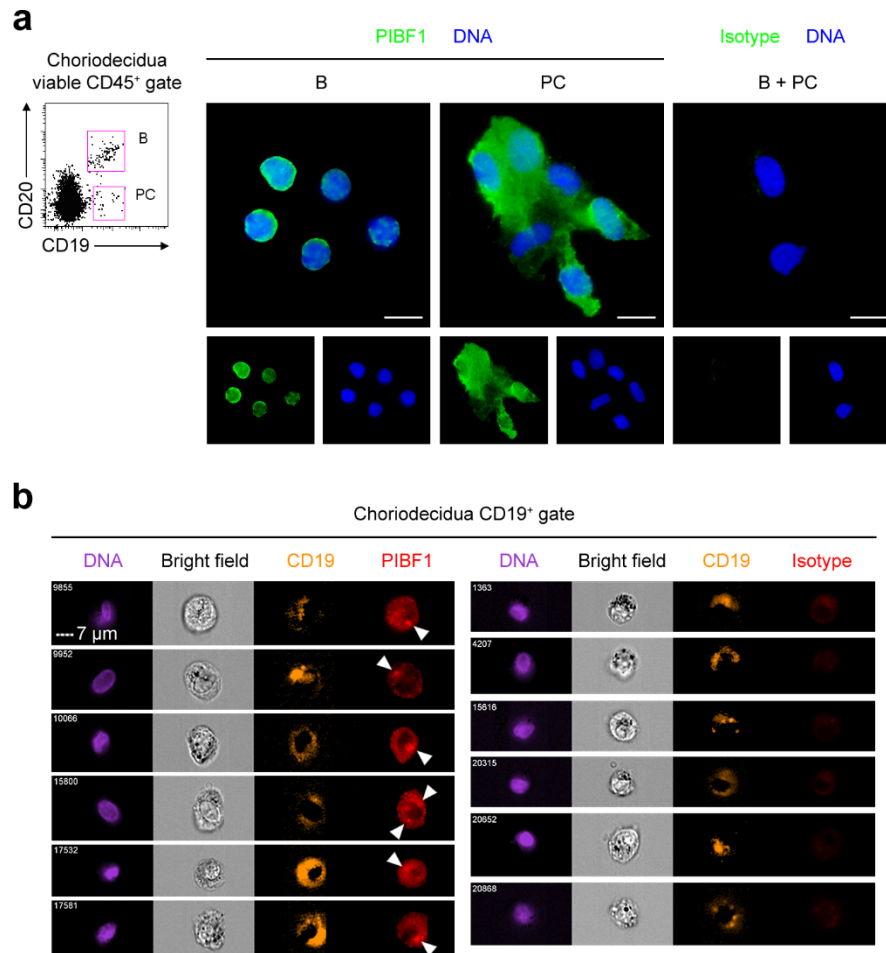 a
PIBF1 DNA
Isotype DNA
Choriodecidua
viable CD45⁺ gate
B
PC
B + PC
B
PC
CD20
CD19
b
Choriodecidua CD19⁺ gate
DNA Bright field CD19 PIBF1
DNA Bright field CD19 Isotype
9855
7 µm
9952
10066
15800
17532
17581
1363
4207
15616
20315
20652
20868